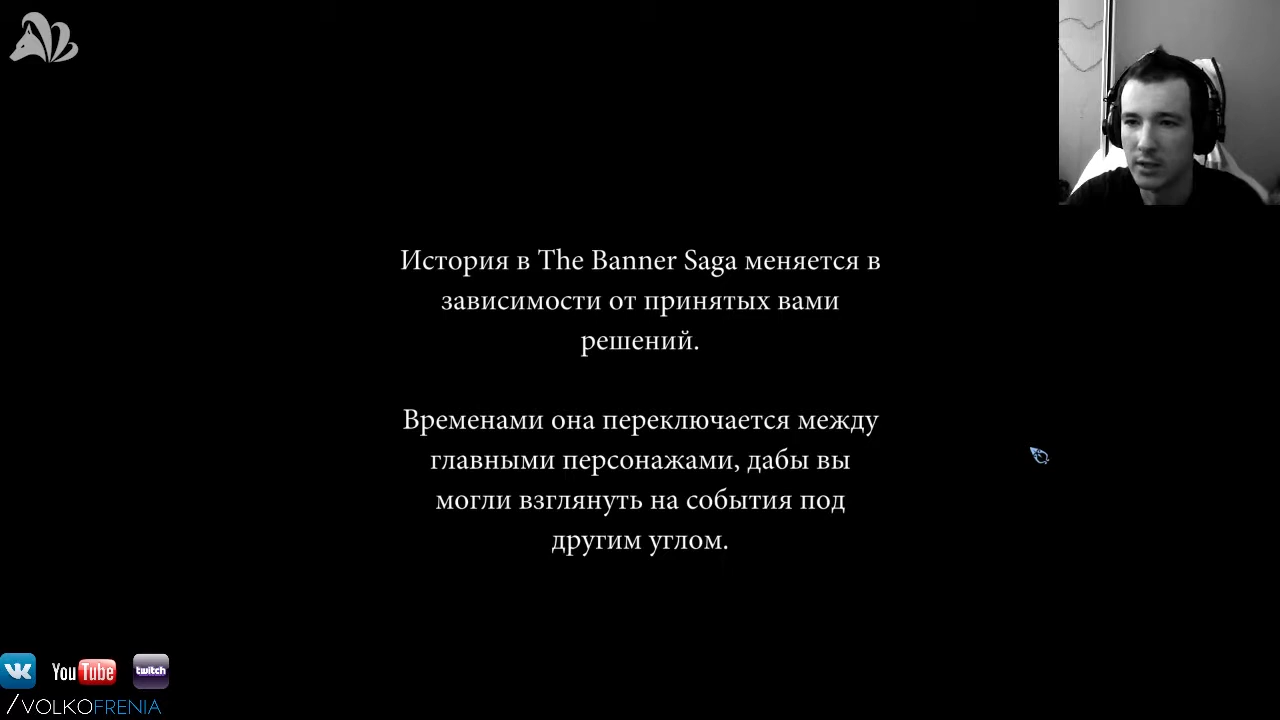 История в The Banner Saga меняется в
зависимости от принятых вами
решений.
Временами она переключается между
главными персонажами, дабы вы
могли взглянуть на события под
другим углом.
YouTube
twitch
/VOLKOFRENIA